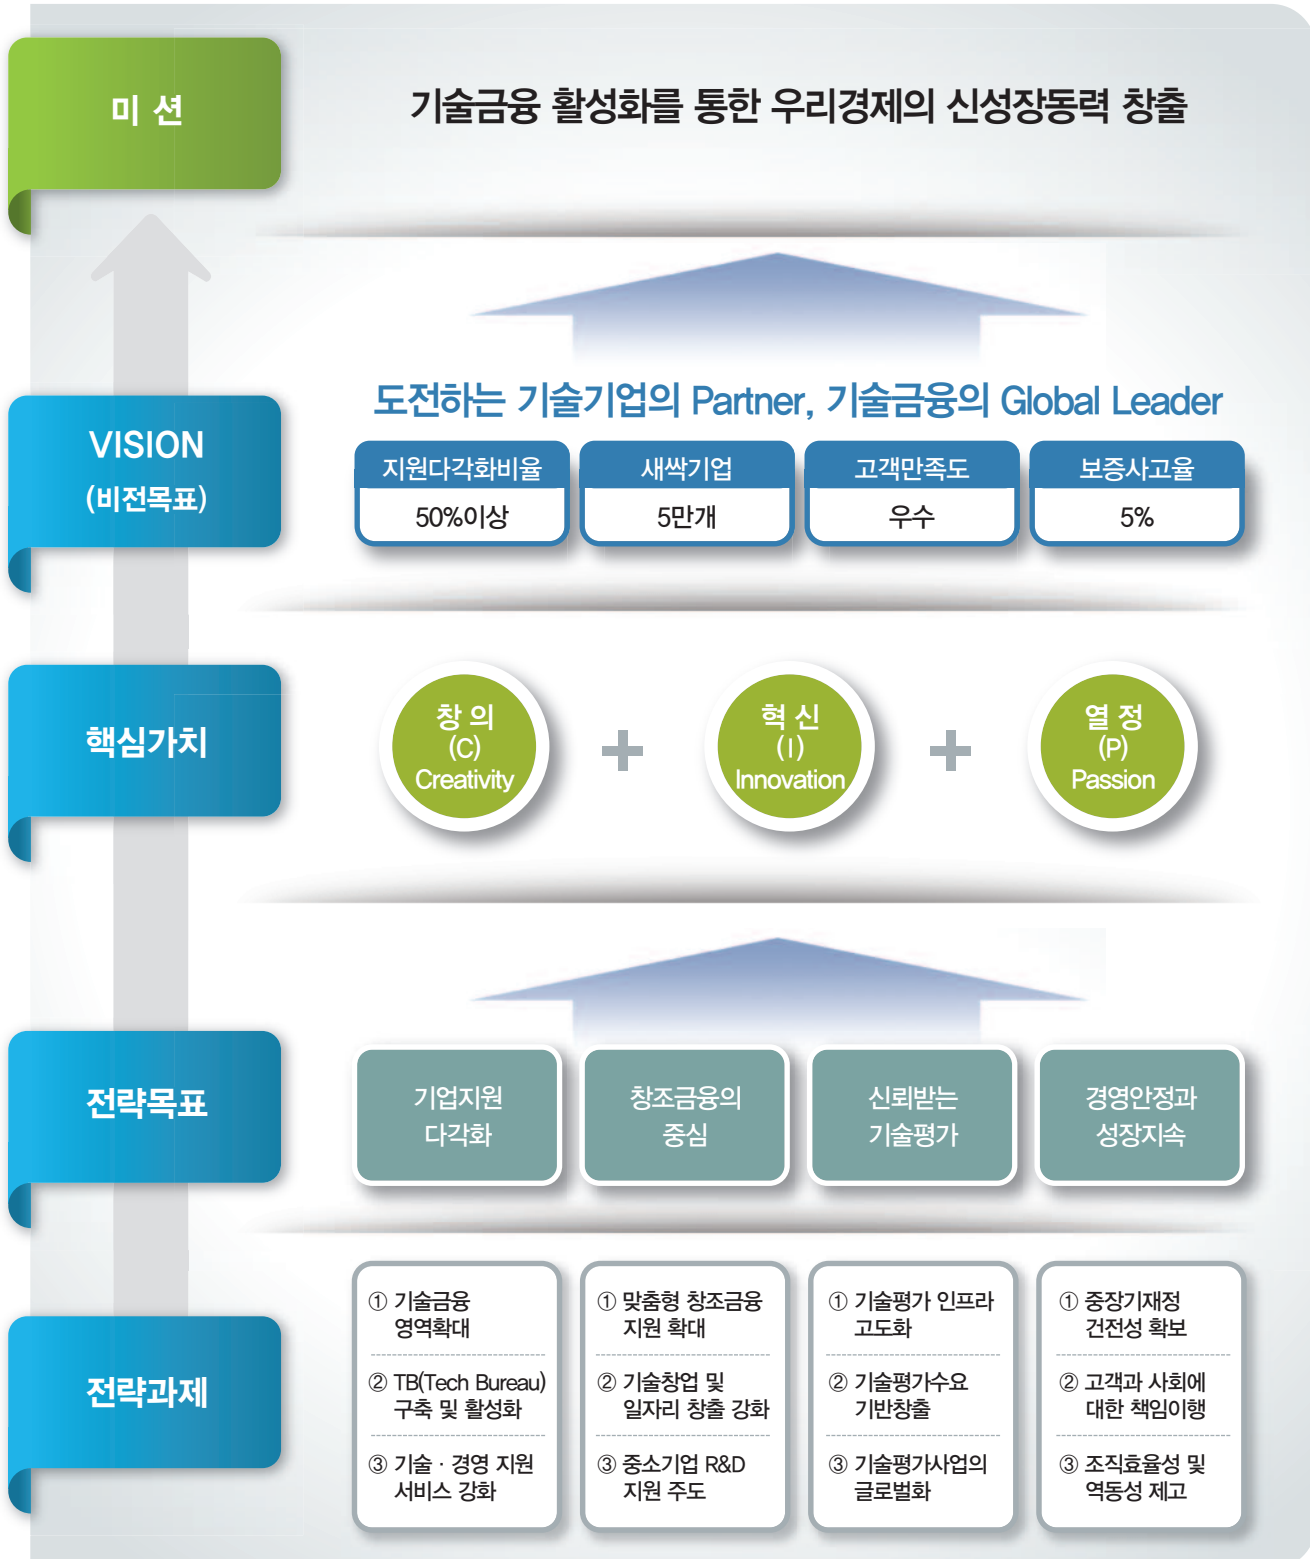 미 션
기술금융 활성화를 통한 우리경제의 신성장동력 창출
VISION
(비전목표)
도전하는 기술기업의 Partner, 기술금융의 Global Leader
지원다각화비율
50%이상
새싹기업
5만개
고객만족도
우수
보증사고율
5%
핵심가치
창 의
(C)
Creativity
+
혁 신
(I)
Innovation
+
열 정
(P)
Passion
전략목표
기업지원
다각화
창조금융의
중심
신뢰받는
기술평가
경영안정과
성장지속
전략과제
① 기술금융
영역확대
② TB(Tech Bureau)
구축 및 활성화
③ 기술 · 경영 지원
서비스 강화
① 맞춤형 창조금융
지원 확대
② 기술창업 및
일자리 창출 강화
③ 중소기업 R&D
지원 주도
① 기술평가 인프라
고도화
② 기술평가수요
기반창출
③ 기술평가사업의
글로벌화
① 중장기재정
건전성 확보
② 고객과 사회에
대한 책임이행
③ 조직효율성 및
역동성 제고